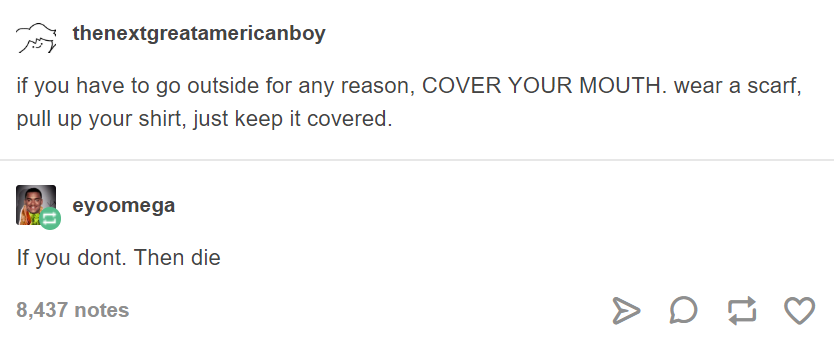 thenextgreatamericanboy
if you have to go outside for any reason, COVER YOUR MOUTH. wear a scarf,
pull up your shirt, just keep it covered.
eyoomega
If you dont. Then die
8,437 notes